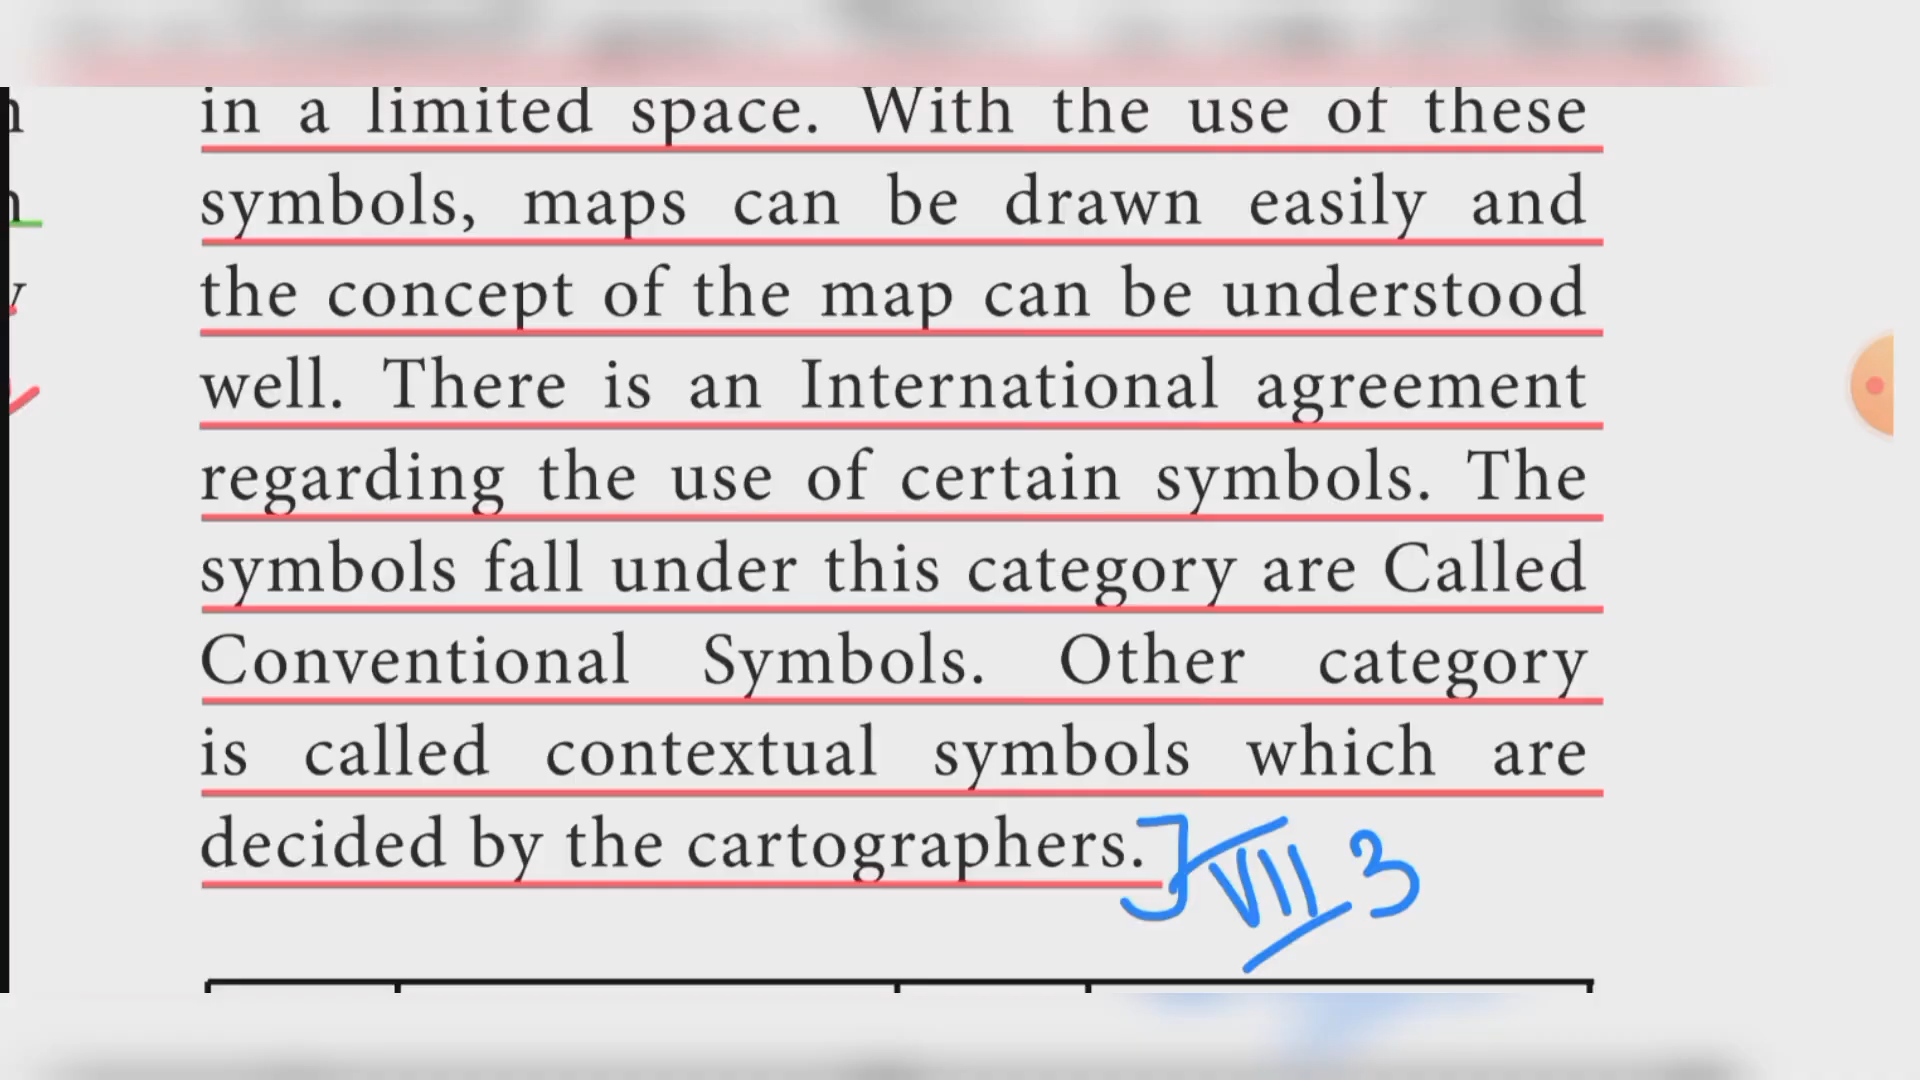 in a limited space. With the use of these
symbols, maps can be drawn easily and
the concept of the map can be understood
well. There is an International agreement
regarding the use of certain symbols. The
symbols fall under this category are Called
Conventional Symbols. Other category
is called contextual symbols which are
decided by the cartographers.
VII 3